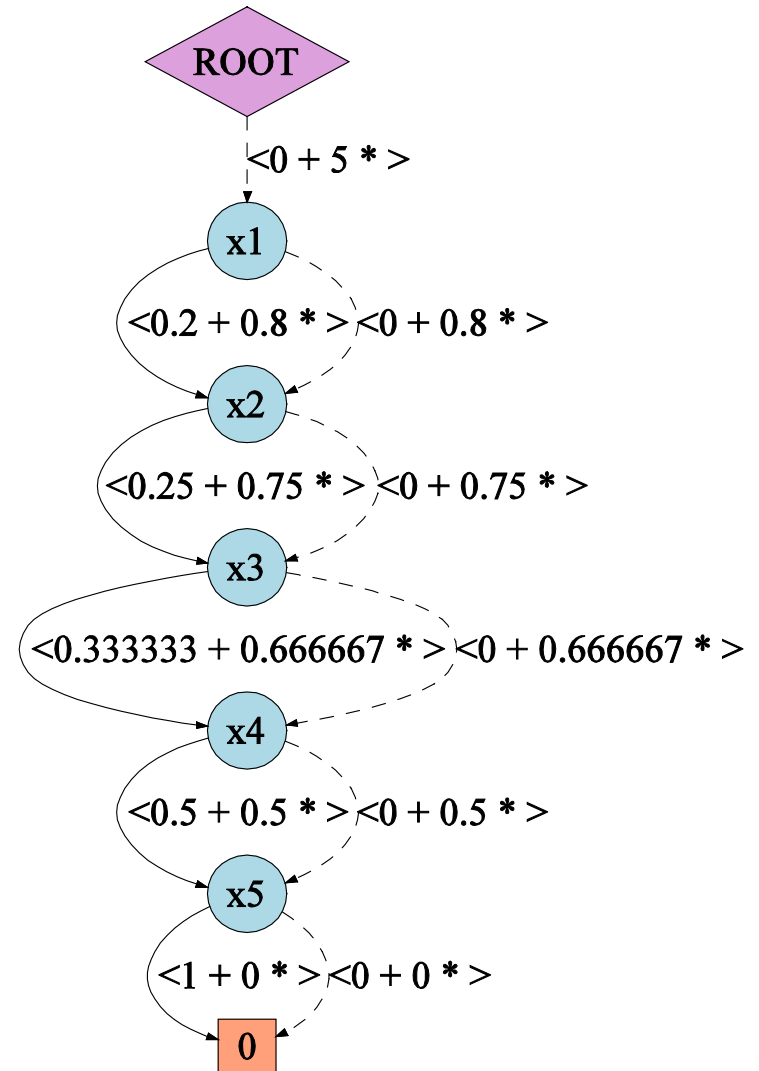 ROOT
<0 + 5 * >
x1
<0.2 + 0.8 * > <0 + 0.8 * >
x2
<0.25 + 0.75 * > <0 + 0.75 * >
x3
<0.333333 + 0.666667 * > <0 + 0.666667 * >
x4
<0.5 + 0.5 * > <0 + 0.5 * >
x5
<1 + 0 * > <0 + 0 * >
0